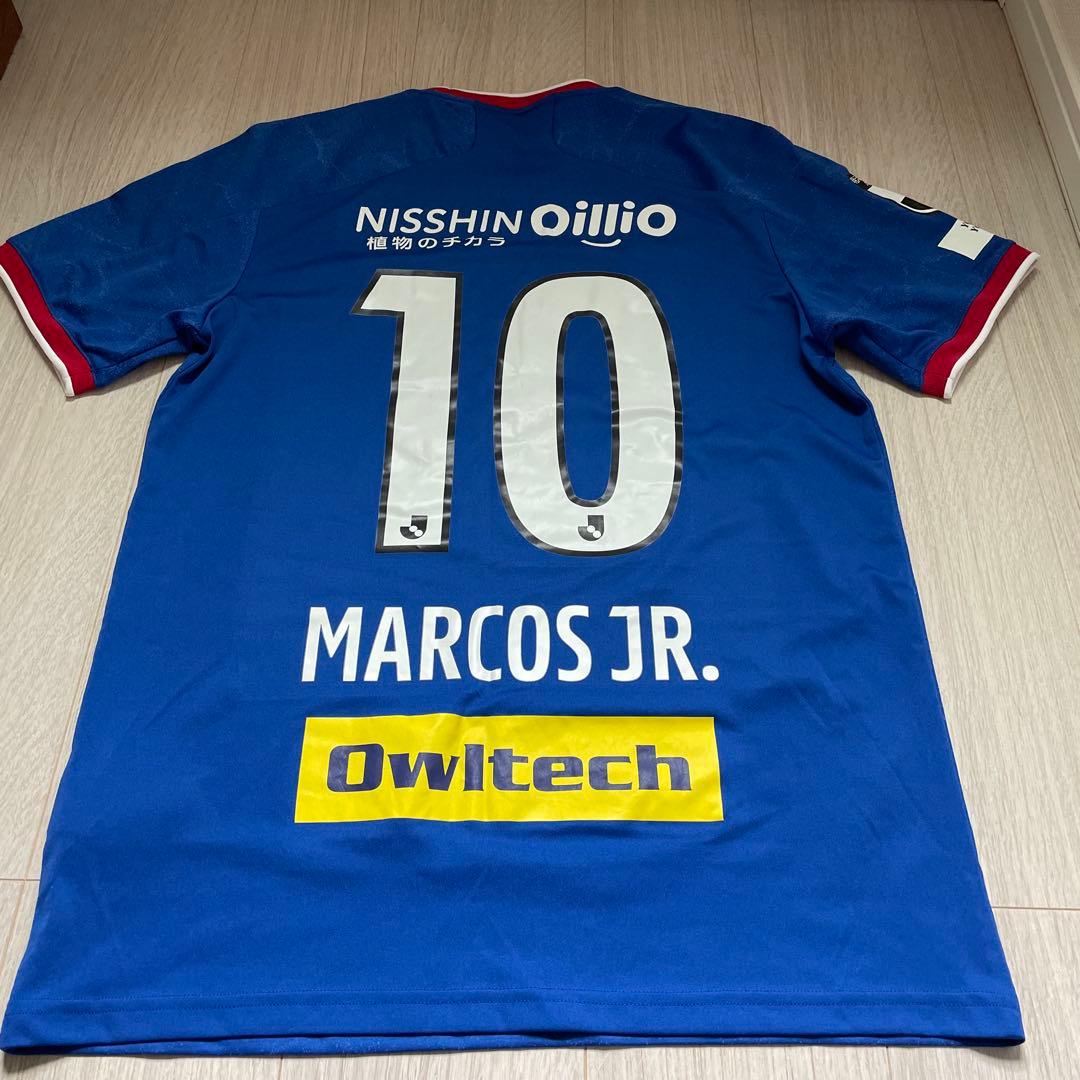 NISSHIN OilliO
植物のチカラ
10
MARCOS JR.
Owltech